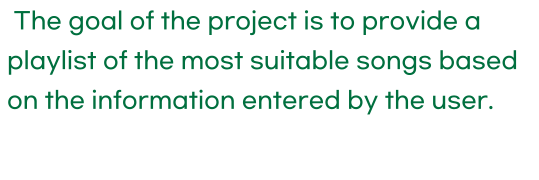 The goal of the project is to provide a
playlist of the most suitable songs based
on the information entered by the user.